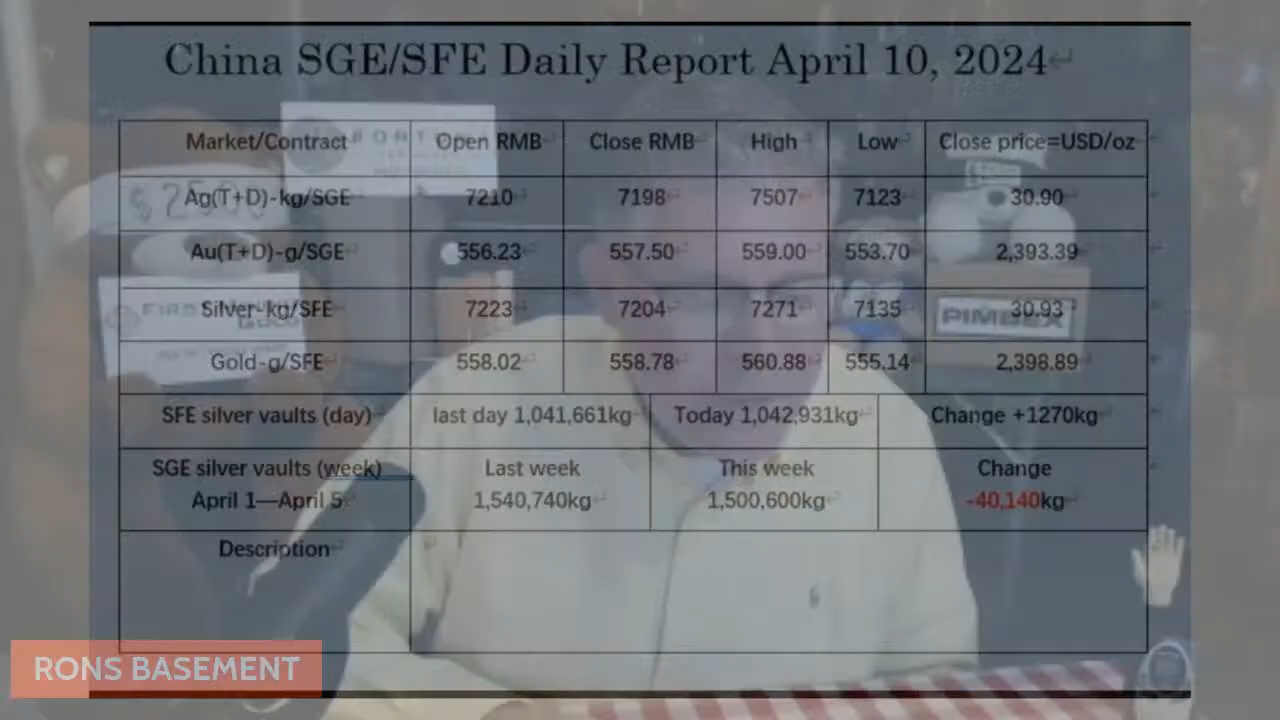 China SGE/SFE Daily Report April 10, 2024
Market/Contract Open RMB Close RMB High Low Close price=USD/oz
Ag(T+D)-kg/SGE 7210 7198 7507 7123 30.90
Au(T+D)-g/SGE 556.23 557.50 559.00 553.70 2,393.39
Silver-kg/SFE 7223 7204 7271 7135 30.93
Gold-g/SFE 558.02 558.78 560.88 555.14 2,398.89
SFE silver vaults (day) last day 1,041,661kg Today 1,042,931kg Change +1270kg
SGE silver vaults (week) Last week This week Change
April 1—April 5 1,540,740kg 1,500,600kg -40,140kg
Description
PIMBEX
RONS BASEMENT